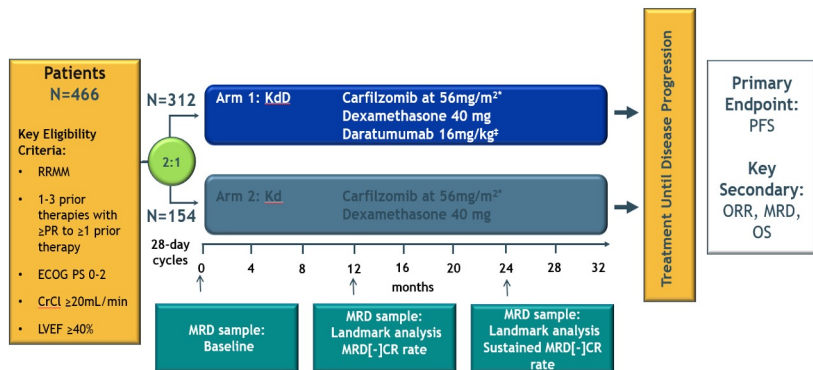 Patients
N=466
Key Eligibility
Criteria:
• RRMM
• 1-3 prior
therapies with
≥PR to ≥1 prior
therapy
• ECOG PS 0-2
• CrCl ≥20mL/min
• LVEF ≥40%
2:1
N=312
N=154
Arm 1: KdD
Carfilzomib at 56mg/m²*
Dexamethasone 40 mg
Daratumumab 16mg/kg‡
Arm 2: Kd
Carfilzomib at 56mg/m²*
Dexamethasone 40 mg
28-day
cycles
0 4 8 12 16 20 24 28 32
months
MRD sample:
Baseline
MRD sample:
Landmark analysis
MRD[-]CR
rate
MRD sample:
Landmark analysis
Sustained MRD[-]CR
rate
Treatment Until Disease Progression
Primary
Endpoint:
PFS
Key
Secondary:
ORR, MRD,
OS